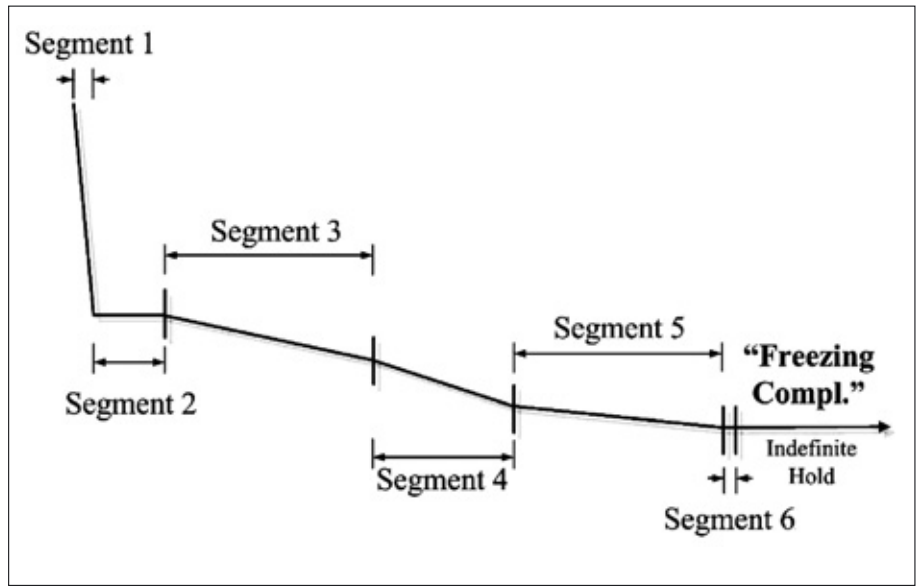 Segment 1
Segment 3
Segment 2
Segment 5
“Freezing
Compl.”
Segment 4
Indefinite
Hold
Segment 6